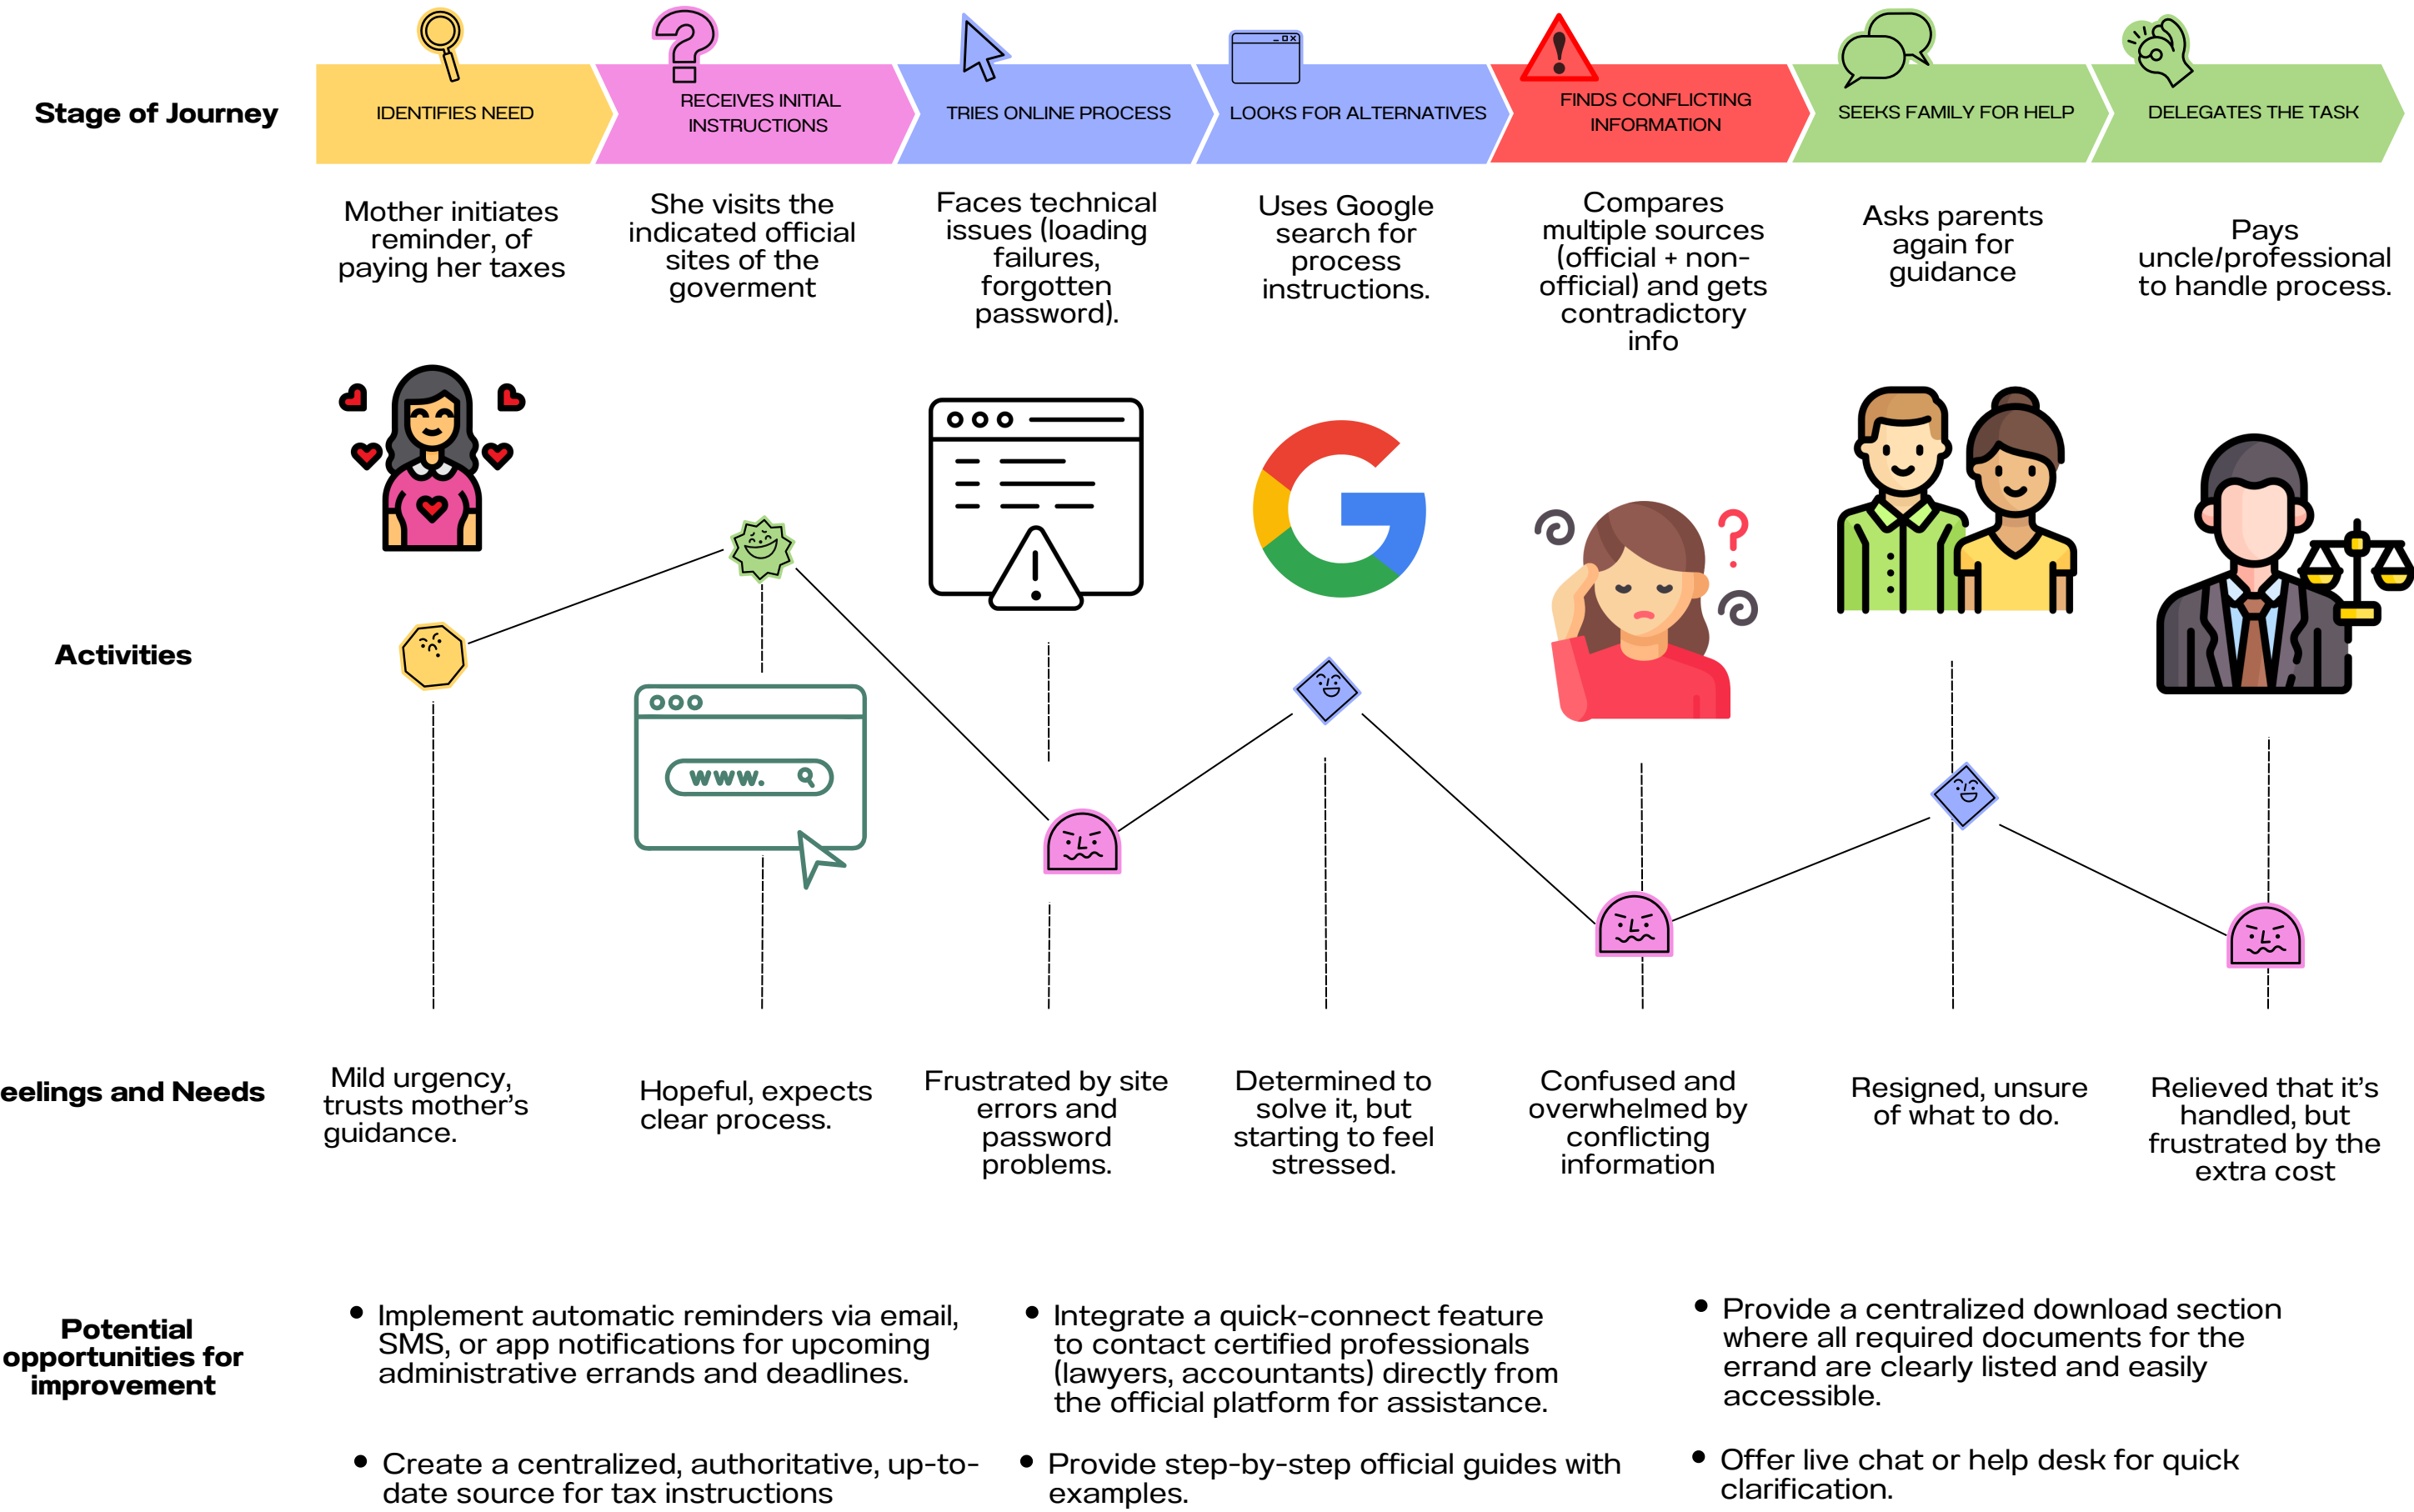 Stage of Journey
IDENTIFIES NEED
RECEIVES INITIAL
INSTRUCTIONS
TRIES ONLINE PROCESS
LOOKS FOR ALTERNATIVES
FINDS CONFLICTING
INFORMATION
SEEKS FAMILY FOR HELP
DELEGATES THE TASK
Mother initiates
reminder, of
paying her taxes
She visits the
indicated official
sites of the
goverment
Faces technical
issues (loading
failures,
forgotten
password).
Uses Google
search for
process
instructions.
Compares
multiple sources
(official + non-
official) and gets
contradictory
info
Asks parents
again for
guidance
Pays
uncle/professional
to handle process.
Activities
www.
eelings and Needs
Mild urgency,
trusts mother's
guidance.
Hopeful, expects
clear process.
Frustrated by site
errors and
password
problems.
Determined to
solve it, but
starting to feel
stressed.
Confused and
overwhelmed by
conflicting
information
Resigned, unsure
of what to do.
Relieved that it's
handled, but
frustrated by the
extra cost
Potential
opportunities for
improvement
• Implement automatic reminders via email,
SMS, or app notifications for upcoming
administrative errands and deadlines.
• Create a centralized, authoritative, up-to-
date source for tax instructions
• Integrate a quick-connect feature
to contact certified professionals
(lawyers, accountants) directly from
the official platform for assistance.
• Provide step-by-step official guides with
examples.
• Provide a centralized download section
where all required documents for the
errand are clearly listed and easily
accessible.
• Offer live chat or help desk for quick
clarification.